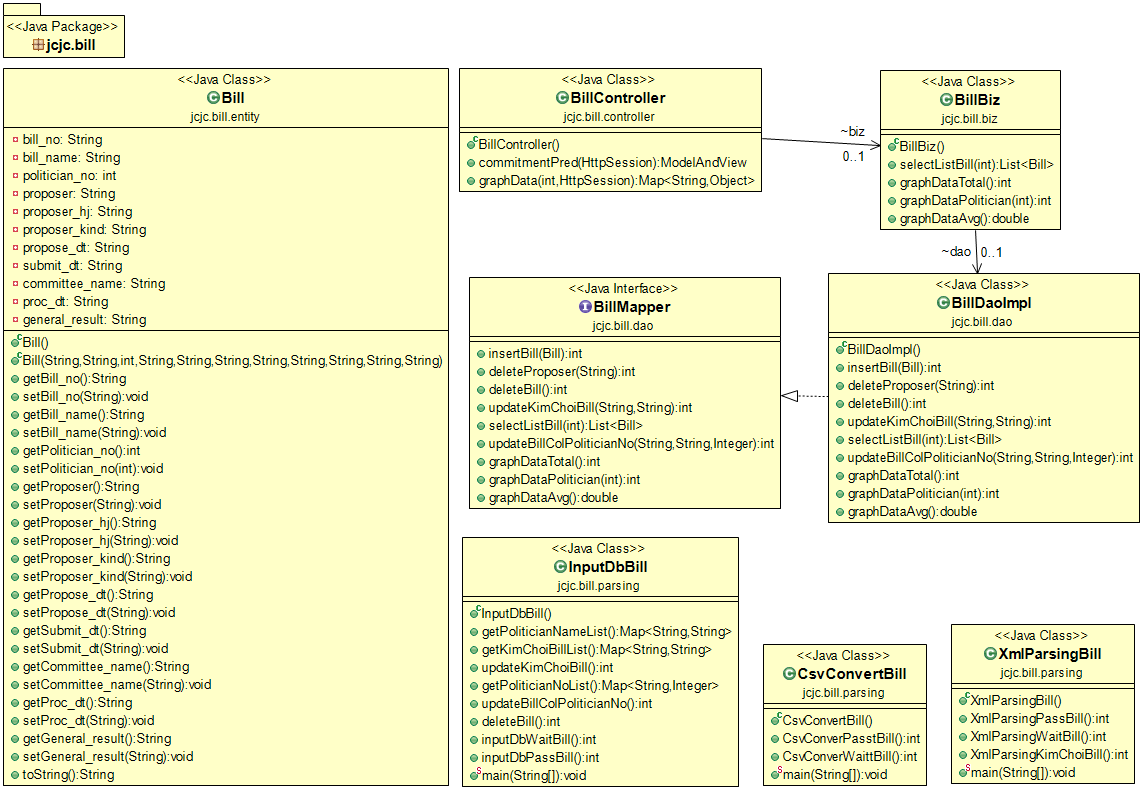 <<Java Package>>
jcjc.bill
<<Java Class>>
Bill
jcjc.bill.entity
bill_no: String
bill_name: String
politician_no: int
proposer: String
proposer_hj: String
proposer_kind: String
propose_dt: String
submit_dt: String
committee_name: String
proc_dt: String
general_result: String
Bill()
Bill(String,String,int,String,String,String,String,String,String,String,String)
getBill_no():String
setBill_no(String):void
getBill_name():String
setBill_name(String):void
getPolitician_no():int
setPolitician_no(int):void
getProposer():String
setProposer(String):void
getProposer_hj():String
setProposer_hj(String):void
getProposer_kind():String
setProposer_kind(String):void
getPropose_dt():String
setPropose_dt(String):void
getSubmit_dt():String
setSubmit_dt(String):void
getCommittee_name():String
setCommittee_name(String):void
getProc_dt():String
setProc_dt(String):void
getGeneral_result():String
setGeneral_result(String):void
toString():String
<<Java Class>>
BillController
jcjc.bill.controller
BillController()
commitmentPred(HttpSession):ModelAndView
graphData(int,HttpSession):Map<String,Object>
~biz
0..1
<<Java Class>>
BillBiz
jcjc.bill.biz
BillBiz()
selectListBill(int):List<Bill>
graphDataTotal():int
graphDataPolitician(int):int
graphDataAvg():double
~dao 0..1
<<Java Interface>>
BillMapper
jcjc.bill.dao
insertBill(Bill):int
deleteProposer(String):int
deleteBill():int
updateKimChoiBill(String,String):int
selectListBill(int):List<Bill>
updateBillColPoliticianNo(String,String,Integer):int
graphDataTotal():int
graphDataPolitician(int):int
graphDataAvg():double
<<Java Class>>
BillDaoImpl
jcjc.bill.dao
BillDaoImpl()
insertBill(Bill):int
deleteProposer(String):int
deleteBill():int
updateKimChoiBill(String,String):int
selectListBill(int):List<Bill>
updateBillColPoliticianNo(String,String,Integer):int
graphDataTotal():int
graphDataPolitician(int):int
graphDataAvg():double
<<Java Class>>
InputDbBill
jcjc.bill.parsing
InputDbBill()
getPoliticianNameList():Map<String,String>
getKimChoiBillList():Map<String,String>
updateKimChoiBill():int
getPoliticianNoList():Map<String,Integer>
updateBillColPoliticianNo():int
deleteBill():int
inputDbWaitBill():int
inputDbPassBill():int
main(String[]):void
<<Java Class>>
CsvConvertBill
jcjc.bill.parsing
CsvConvertBill()
CsvConverPasstBill():int
CsvConverWaittBill():int
main(String[]):void
<<Java Class>>
XmlParsingBill
jcjc.bill.parsing
XmlParsingBill()
XmlParsingPassBill():int
XmlParsingWaitBill():int
XmlParsingKimChoiBill():int
main(String[]):void